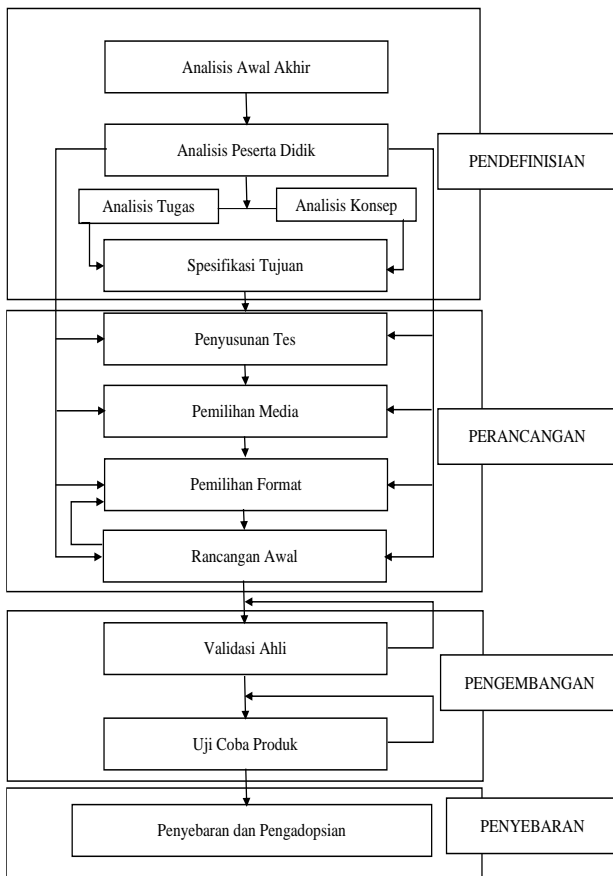 Analisis Awal Akhir
Analisis Peserta Didik
PENDEFINISIAN
Analisis Tugas
Analisis Konsep
Spesifikasi Tujuan
Penyusunan Tes
Pemilihan Media
PERANCANGAN
Pemilihan Format
Rancangan Awal
Validasi Ahli
PENGEMBANGAN
Uji Coba Produk
Penyebaran dan Pengadopsian
PENYEBARAN